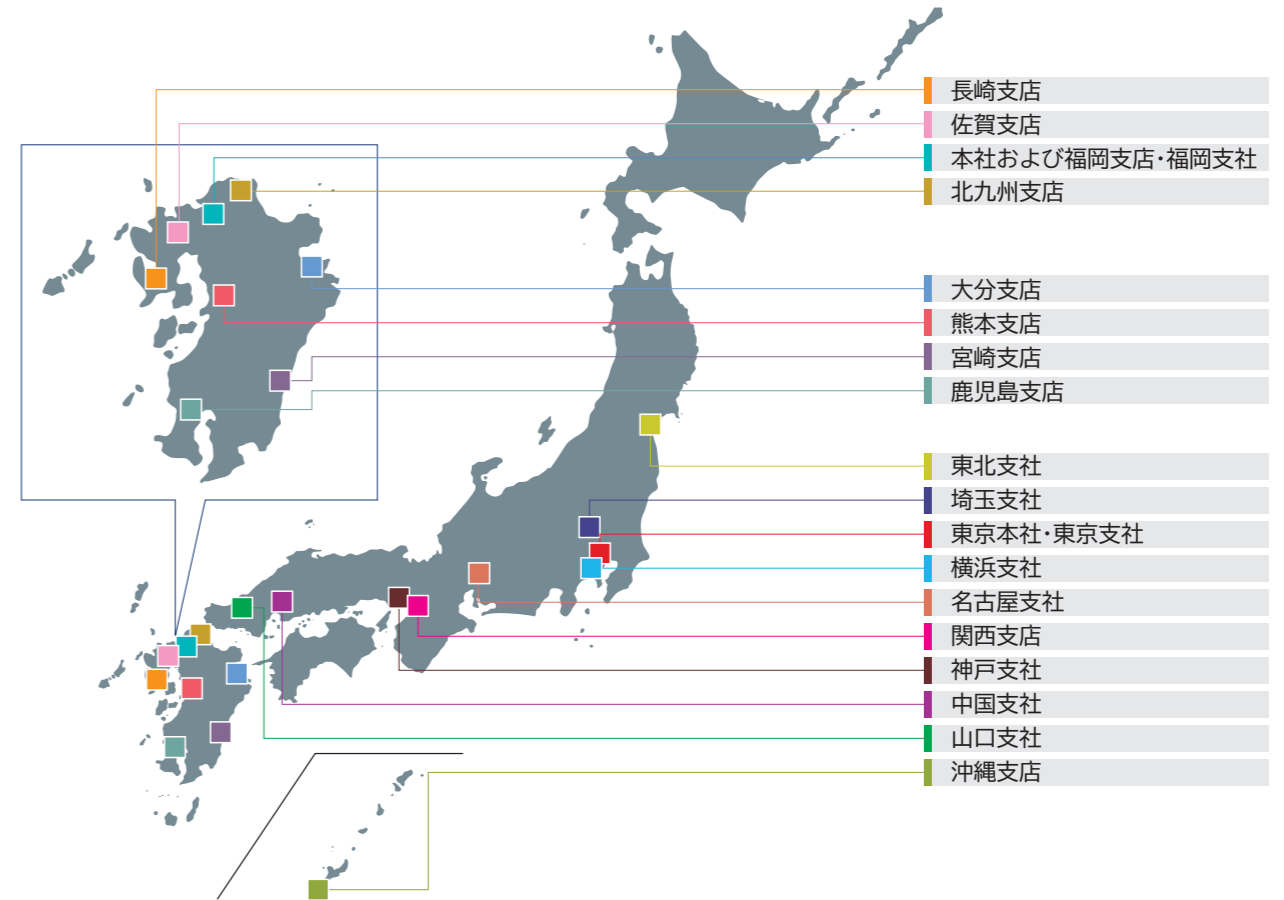 長崎支店
佐賀支店
本社および福岡支店・福岡支社
北九州支店
大分支店
熊本支店
宮崎支店
鹿児島支店
東北支社
埼玉支社
東京本社・東京支社
横浜支社
名古屋支社
関西支店
神戸支社
中国支社
山口支社
沖縄支店